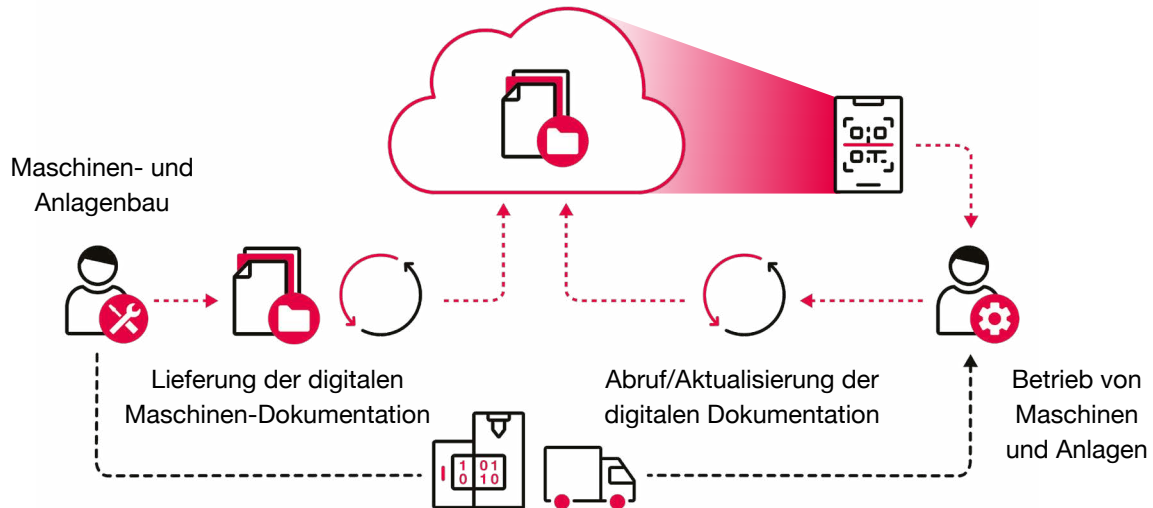 Maschinen- und
Anlagenbau
Lieferung der digitalen
Maschinen-Dokumentation
Abruf/Aktualisierung der
digitalen Dokumentation
Betrieb von
Maschinen
und Anlagen
1 01
0 10